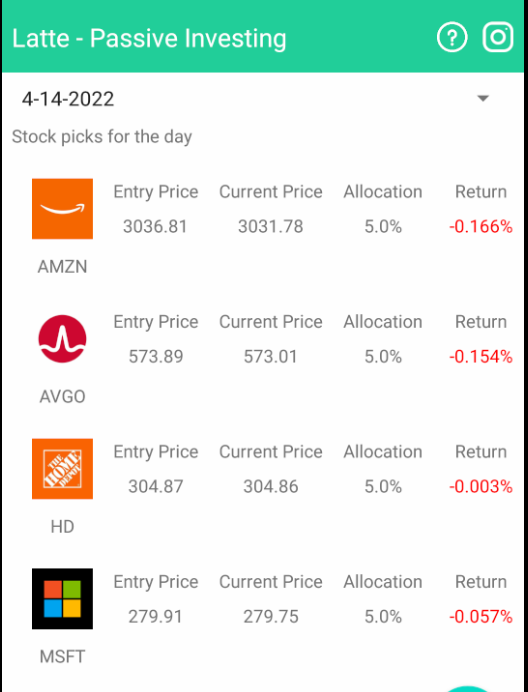 Latte - Passive Investing
4-14-2022
Stock picks for the day
Entry Price Current Price Allocation Return
3036.81 3031.78 5.0% -0.166%
AMZN
Entry Price Current Price Allocation Return
573.89 573.01 5.0% -0.154%
AVGO
THE HOME DEPOT
Entry Price Current Price Allocation Return
304.87 304.86 5.0% -0.003%
HD
Entry Price Current Price Allocation Return
279.91 279.75 5.0% -0.057%
MSFT